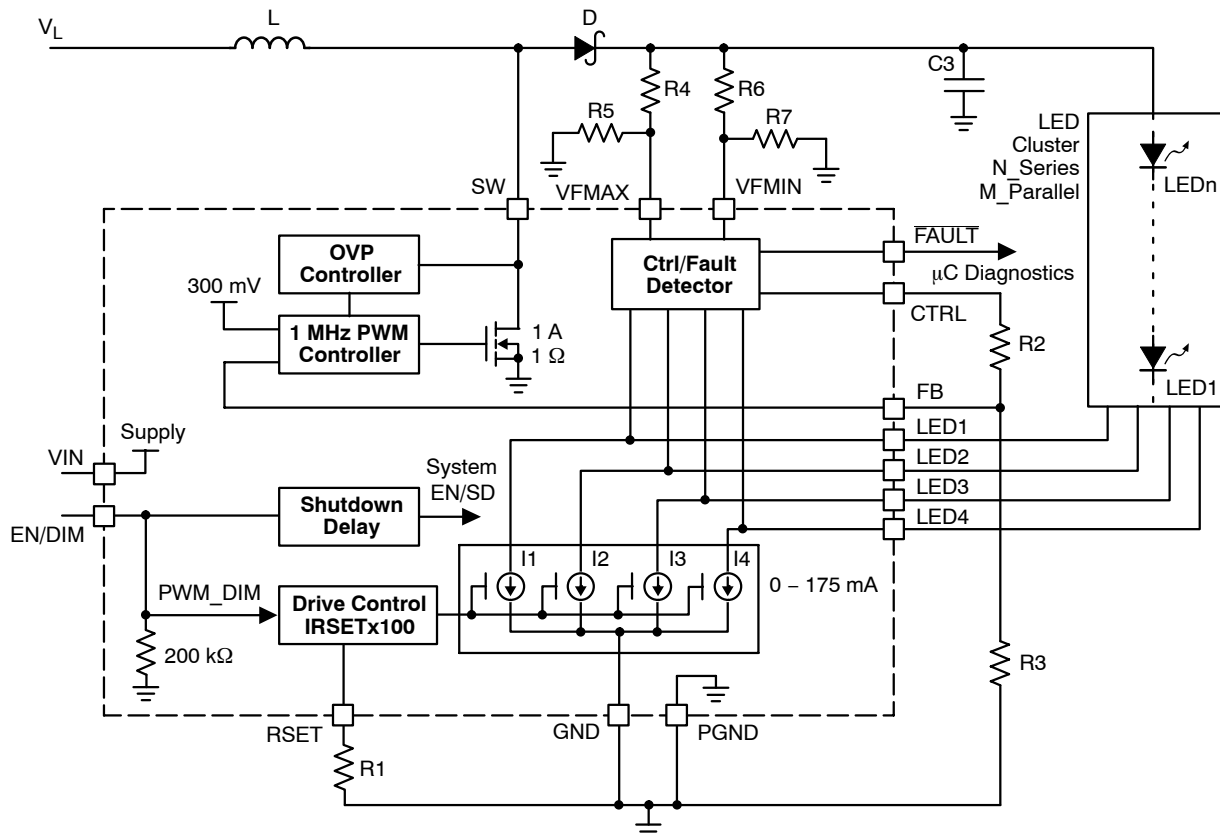 VL
L
D
R4
R6
C3
R5
R7
LED
Cluster
N_Series
M_Parallel
LEDn
SW
VFMAX
VFMIN
OVP
Controller
Ctrl/Fault
Detector
FAULT
μC Diagnostics
300 mV
CTRL
1 MHz PWM
Controller
1 A
1 Ω
R2
LED1
FB
LED1
Supply
VIN
LED2
System
EN/SD
LED3
Shutdown
Delay
EN/DIM
LED4
I1
I2
I3
I4
0 – 175 mA
PWM_DIM
Drive Control
IRSETx100
200 kΩ
R3
RSET
GND
PGND
R1